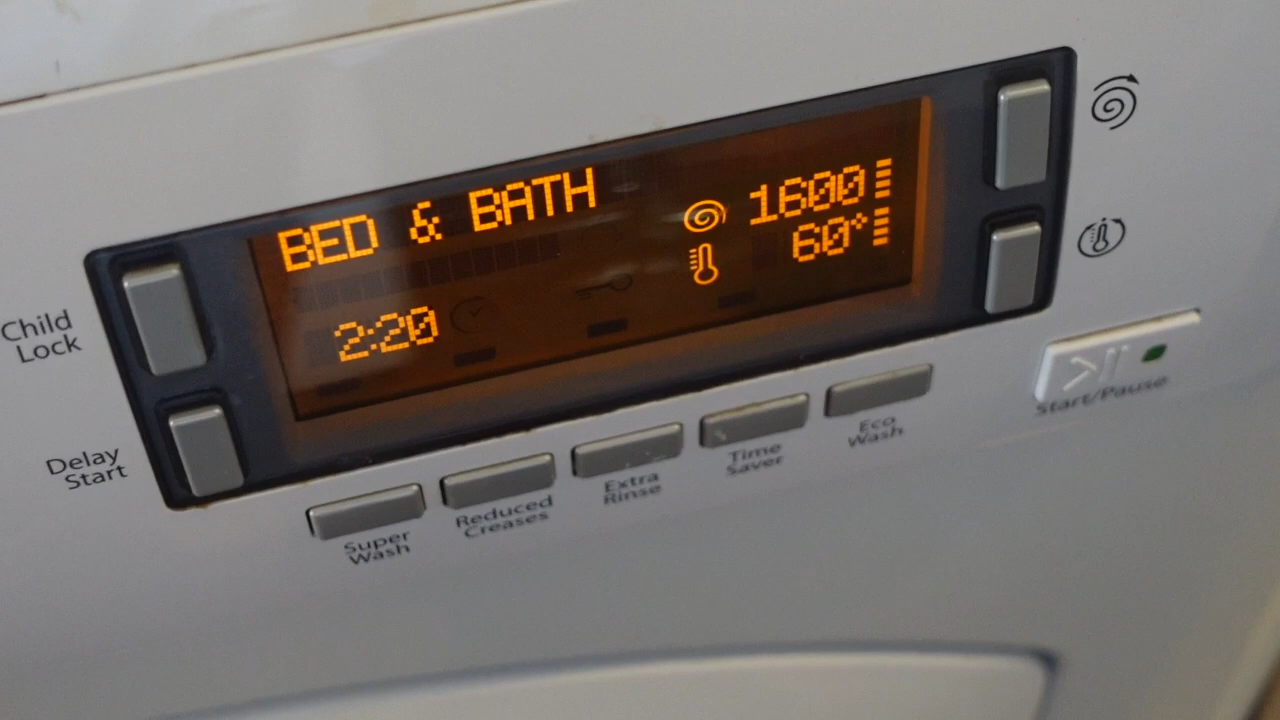 BED & BATH
1600
60°
2:20
Child
Lock
Delay
Start
Super
Wash
Reduced
Creases
Extra
Rinse
Time
Saver
Eco
Wash
Start/Pause